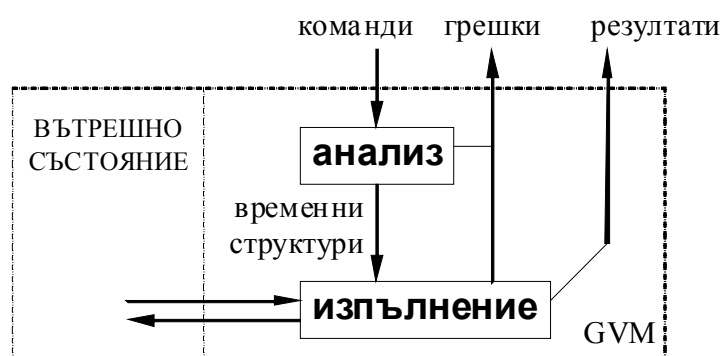 команди грешки резултати
ВЪТРЕШНО
СЪСТОЯНИЕ
анализ
временни
структури
изпълнение
GVM